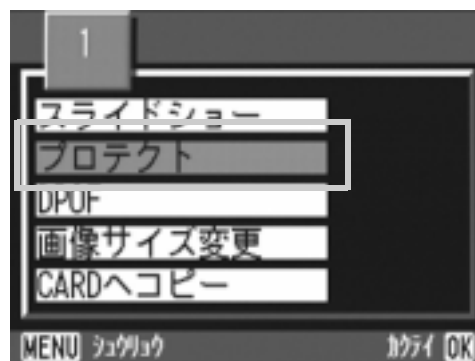 1
スライドショー
プロテクト
DPOF
画像サイズ変更
CARDへコピー
MENU シュウリョウ カクテイ OK